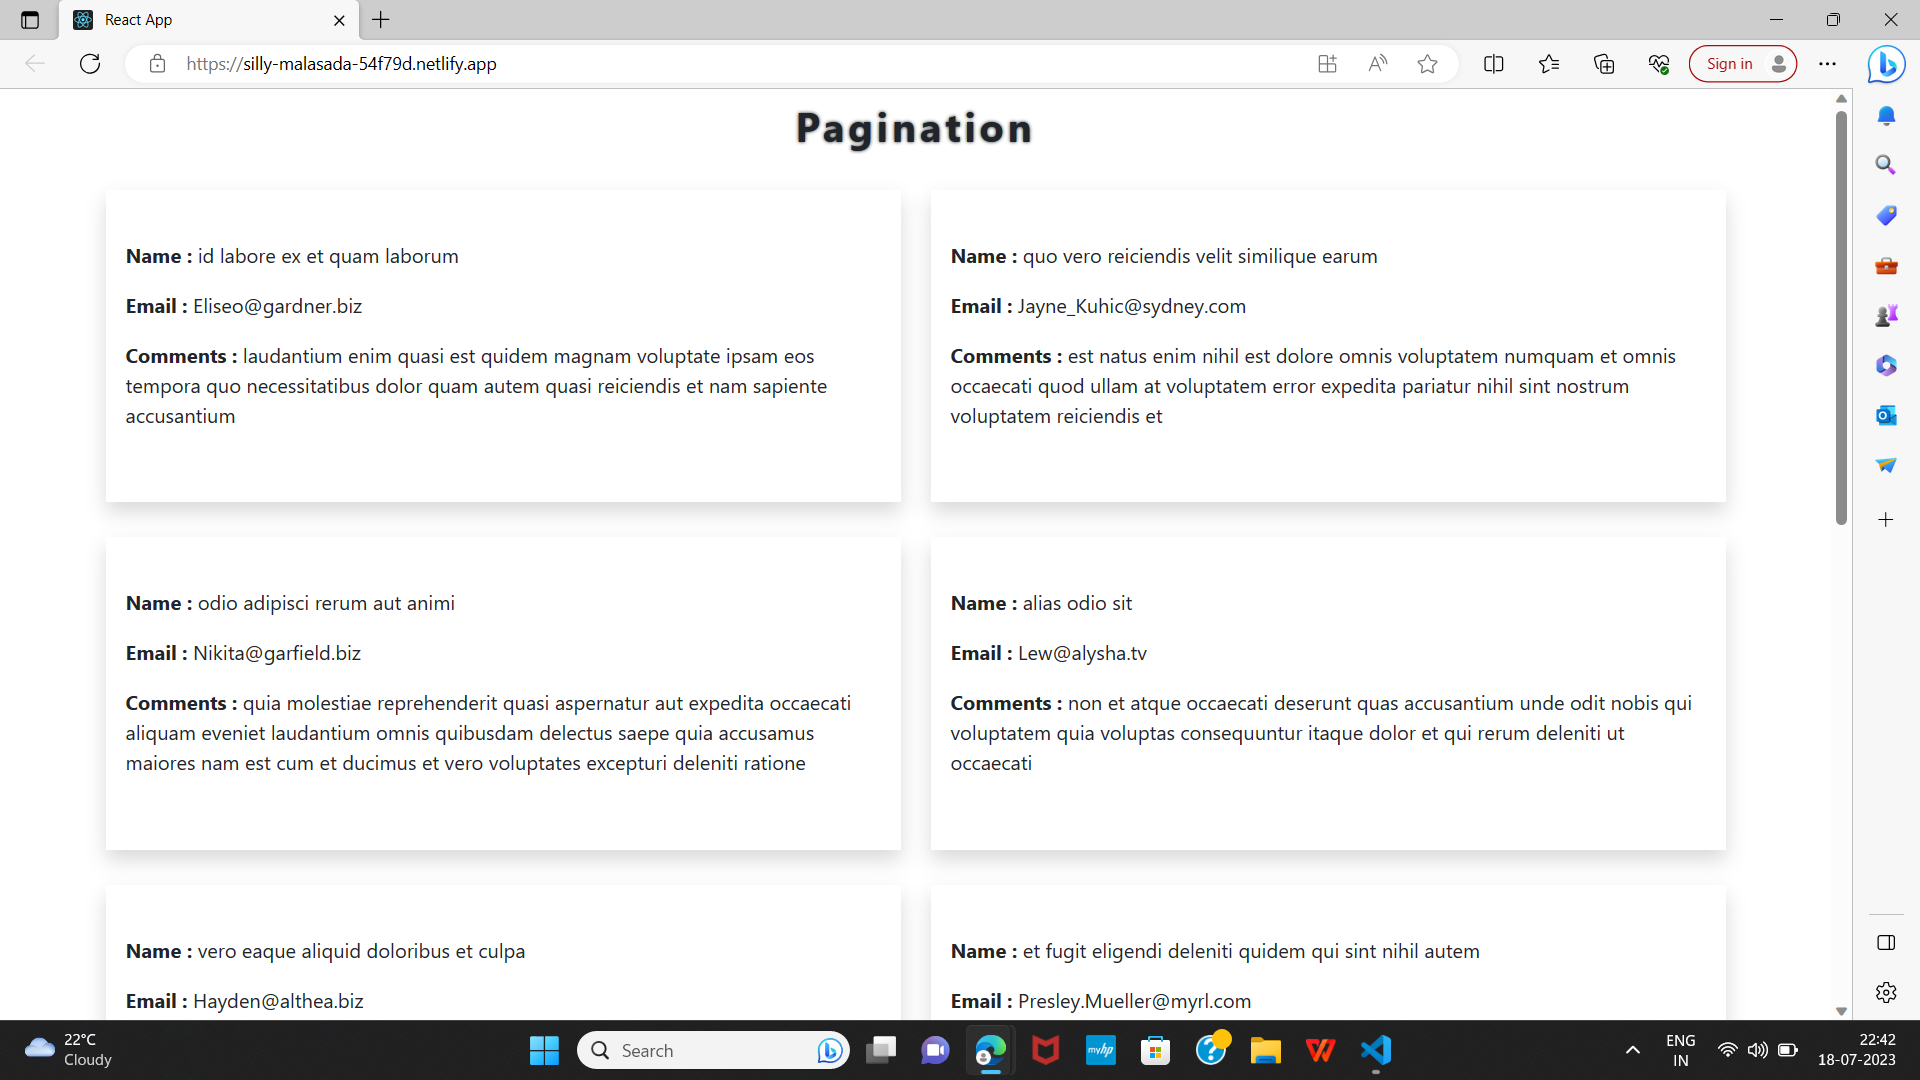 React App
https://silly-malasada-54f79d.netlify.app
Sign in
Pagination
Name : id labore ex et quam laborum
Email : Eliseo@gardner.biz
Comments : laudantium enim quasi est quidem magnam voluptate ipsam eos
tempora quo necessitatibus dolor quam autem quasi reiciendis et nam sapiente
accusantium
Name : quo vero reiciendis velit similique earum
Email : Jayne_Kuhic@sydney.com
Comments : est natus enim nihil est dolore omnis voluptatem numquam et omnis
occaecati quod ullam at voluptatem error expedita pariatur nihil sint nostrum
voluptatem reiciendis et
Name : odio adipisci rerum aut animi
Email : Nikita@garfield.biz
Comments : quia molestiae reprehenderit quasi aspernatur aut expedita occaecati
aliquam eveniet laudantium omnis quibusdam delectus saepe quia accusamus
maiores nam est cum et ducimus et vero voluptates excepturi deleniti ratione
Name : alias odio sit
Email : Lew@alysha.tv
Comments : non et atque occaecati deserunt quas accusantium unde odit nobis qui
voluptatem quia voluptas consequuntur itaque dolor et qui rerum deleniti ut
occaecati
Name : vero eaque aliquid doloribus et culpa
Email : Hayden@althea.biz
Name : et fugit eligendi deleniti quidem qui sint nihil autem
Email : Presley.Mueller@myrl.com
22°C
Cloudy
Search
myhp
ENG
IN
22:42
18-07-2023